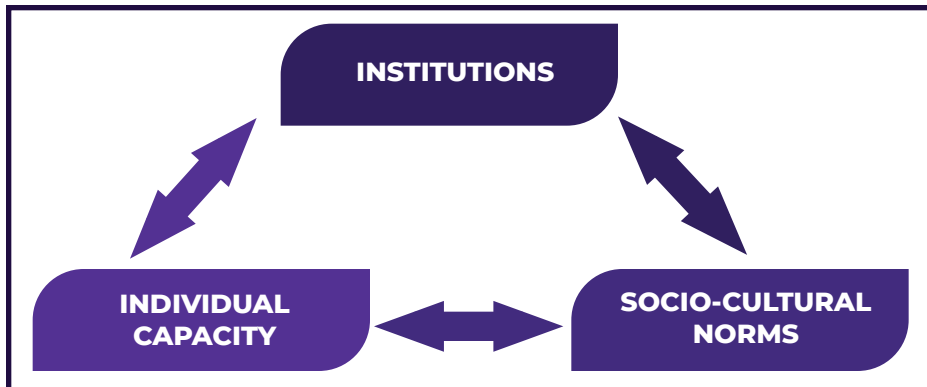 INSTITUTIONS
INDIVIDUAL
CAPACITY
SOCIO-CULTURAL
NORMS